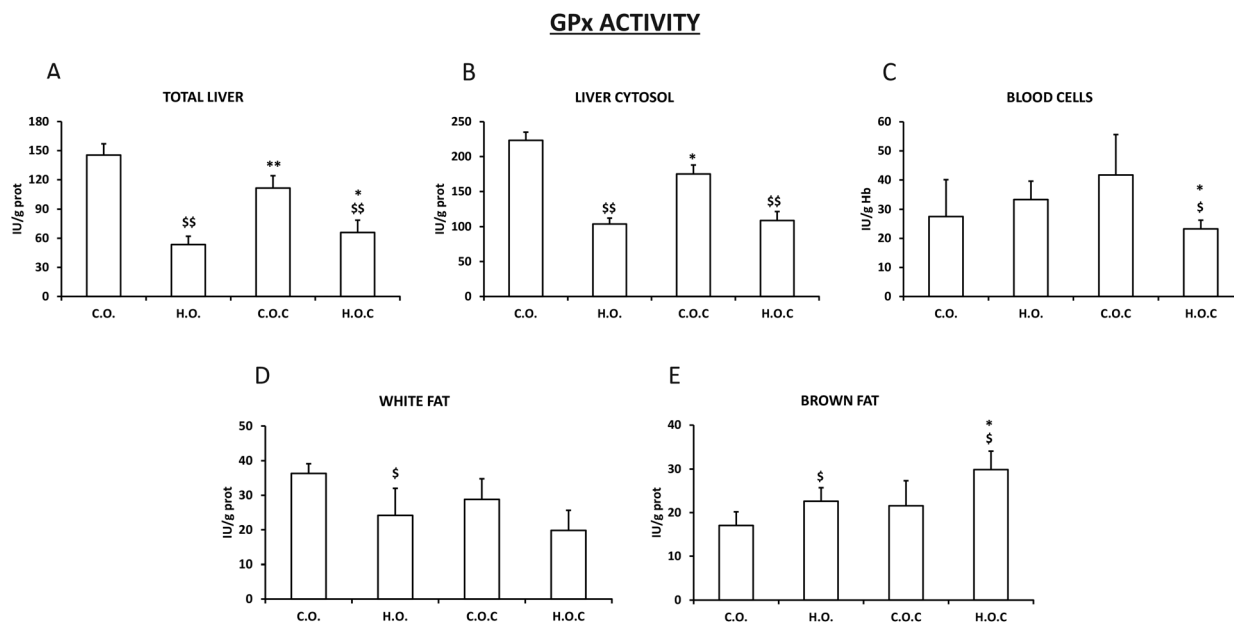 GPx ACTIVITY
A
TOTAL LIVER
IU/g prot
180
150
120
90
60
30
0
$$
**
*
$$
C.O. H.O. C.O.C H.O.C
B
LIVER CYTOSOL
IU/g prot
250
200
150
100
50
0
$$
*
$$
C.O. H.O. C.O.C H.O.C
C
BLOOD CELLS
IU/g Hb
60
50
40
30
20
10
0
*
$
C.O. H.O. C.O.C H.O.C
D
WHITE FAT
IU/g prot
50
40
30
20
10
0
$
C.O. H.O. C.O.C H.O.C
E
BROWN FAT
IU/g prot
40
30
20
10
0
$
*
$
C.O. H.O. C.O.C H.O.C